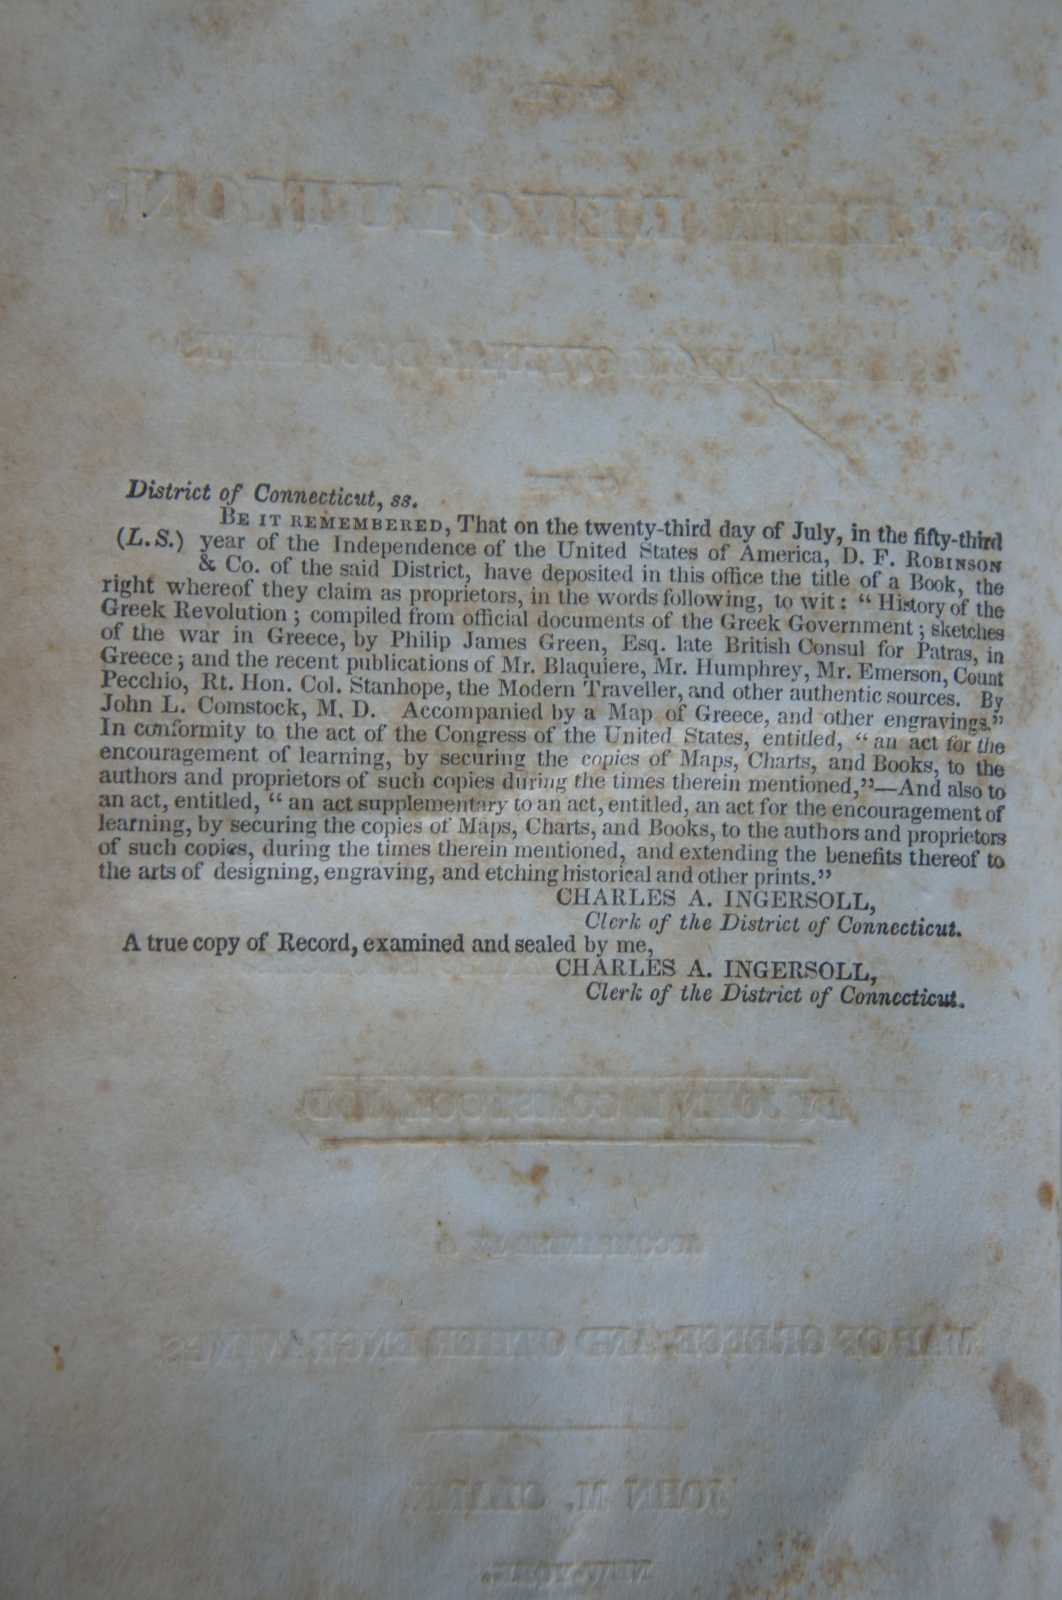 District of Connecticut, ss.
BE IT REMEMBERED, That on the twenty-third day of July, in the fifty-third
(L.S.) year of the Independence of the United States of America, D. F. ROBINSON
& Co. of the said District, have deposited in this office the title of a Book, the
right whereof they claim as proprietors, in the words following, to wit: "History of the
Greek Revolution; compiled from official documents of the Greek Government; sketches
of the war in Greece, by Philip James Green, Esq. late British Consul for Patras, in
Greece; and the recent publications of Mr. Blaquiere, Mr. Humphrey, Mr. Emerson, Count
Pecchio, Rt. Hon. Col. Stanhope, the Modern Traveller, and other authentic sources. By
John L. Comstock, M. D. Accompanied by a Map of Greece, and other engravings."
In conformity to the act of the Congress of the United States, entitled, "an act for the
encouragement of learning, by securing the copies of Maps, Charts, and Books, to the
authors and proprietors of such copies during the times therein mentioned,"—And also to
an act, entitled, "an act supplementary to an act, entitled, an act for the encouragement of
learning, by securing the copies of Maps, Charts, and Books, to the authors and proprietors
of such copies, during the times therein mentioned, and extending the benefits thereof to
the arts of designing, engraving, and etching historical and other prints."
CHARLES A. INGERSOLL,
Clerk of the District of Connecticut.
A true copy of Record, examined and sealed by me,
CHARLES A. INGERSOLL,
Clerk of the District of Connecticut.